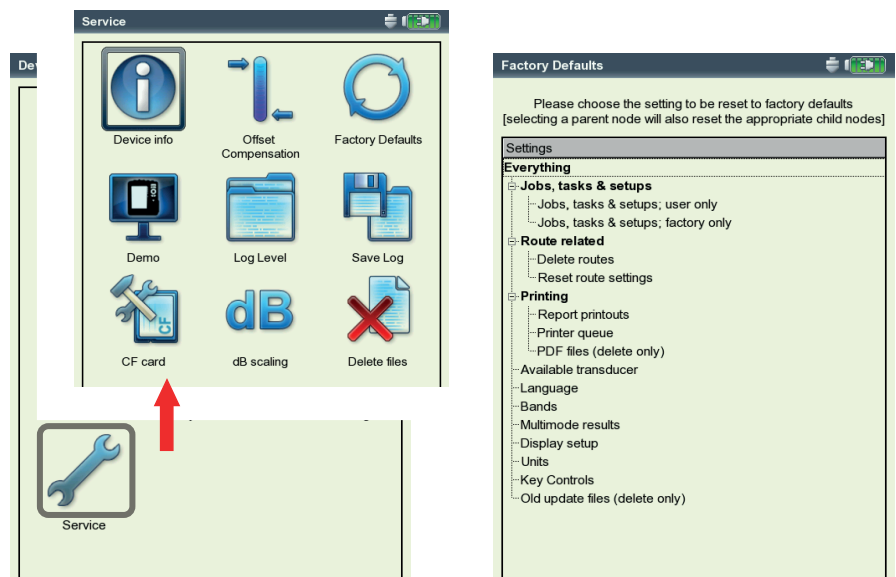 Service
Device info
Offset
Compensation
Factory Defaults
Demo
Log Level
Save Log
CF
CF card
dB
dB scaling
Delete files
De
Service
Factory Defaults
Please choose the setting to be reset to factory defaults
[selecting a parent node will also reset the appropriate child nodes]
Settings
Everything
Jobs, tasks & setups
Jobs, tasks & setups; user only
Jobs, tasks & setups; factory only
Route related
Delete routes
Reset route settings
Printing
Report printouts
Printer queue
PDF files (delete only)
Available transducer
Language
Bands
Multimode results
Display setup
Units
Key Controls
Old update files (delete only)